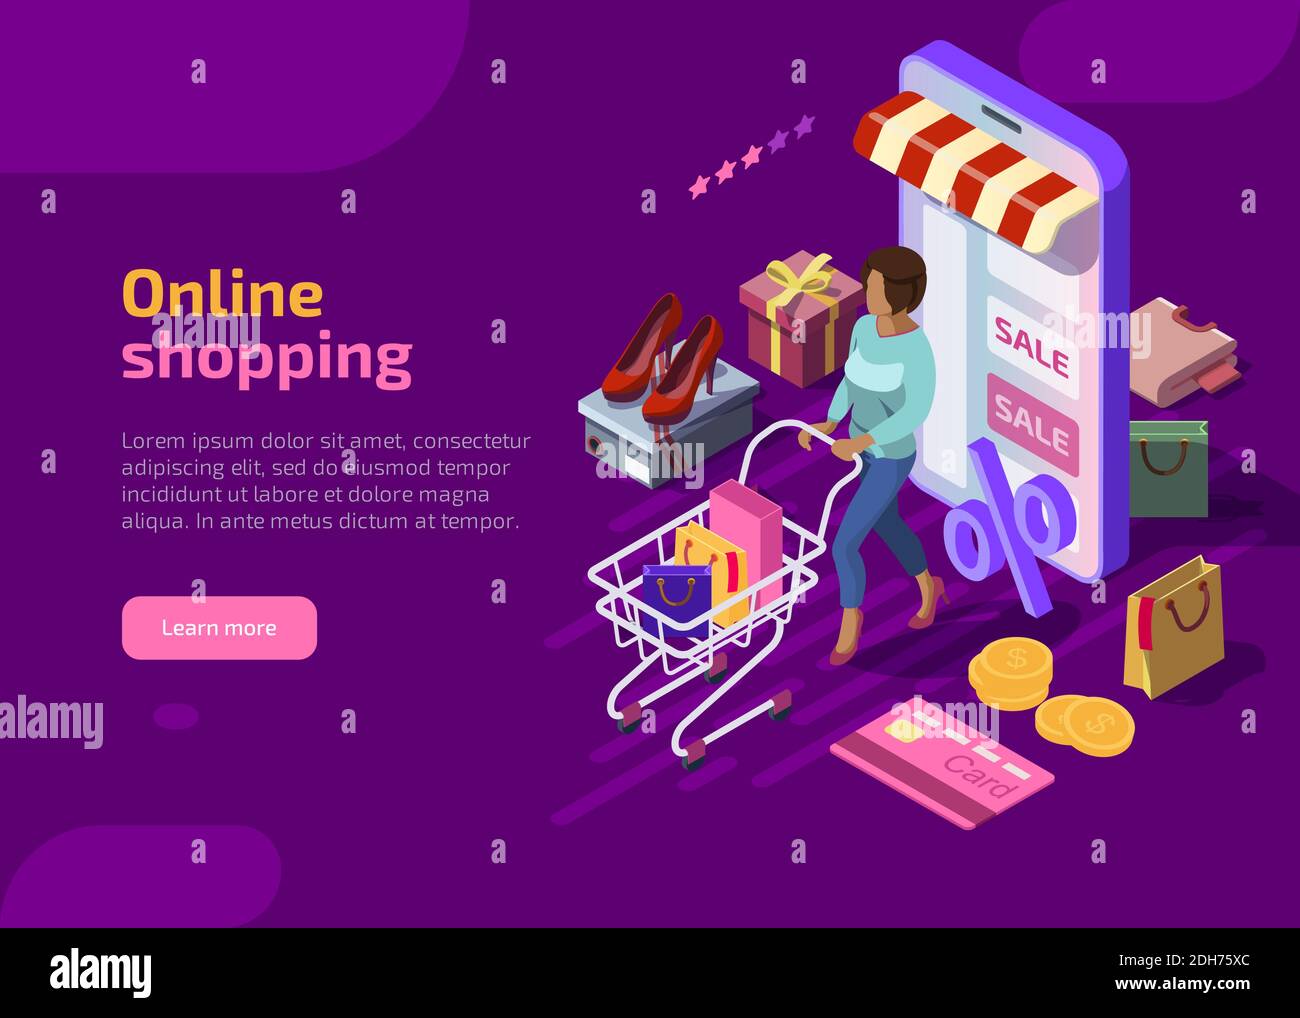 Online
shopping
Lorem ipsum dolor sit amet, consectetur
adipiscing elit, sed do eiusmod tempor
incididunt ut labore et dolore magna
aliqua. In ante metus dictum at tempor.
Learn more
SALE
SALE
%
$
$
Card
a
alamy
alamy
Image ID: 2DH75XC
www.alamy.com